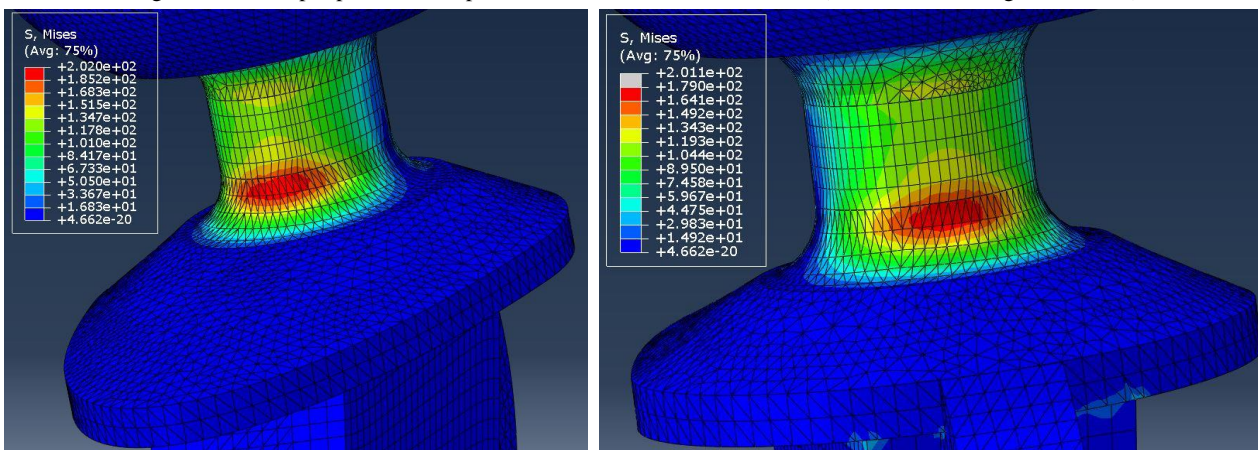 S, Mises
(Avg: 75%)
+2.020e+02
+1.852e+02
+1.683e+02
+1.515e+02
+1.347e+02
+1.178e+02
+1.010e+02
+8.417e+01
+6.733e+01
+5.050e+01
+3.367e+01
+1.683e+01
+4.662e-20
S, Mises
(Avg: 75%)
+2.011e+02
+1.790e+02
+1.641e+02
+1.492e+02
+1.343e+02
+1.193e+02
+1.044e+02
+8.950e+01
+7.458e+01
+5.967e+01
+4.475e+01
+2.983e+01
+1.492e+01
+4.662e-20